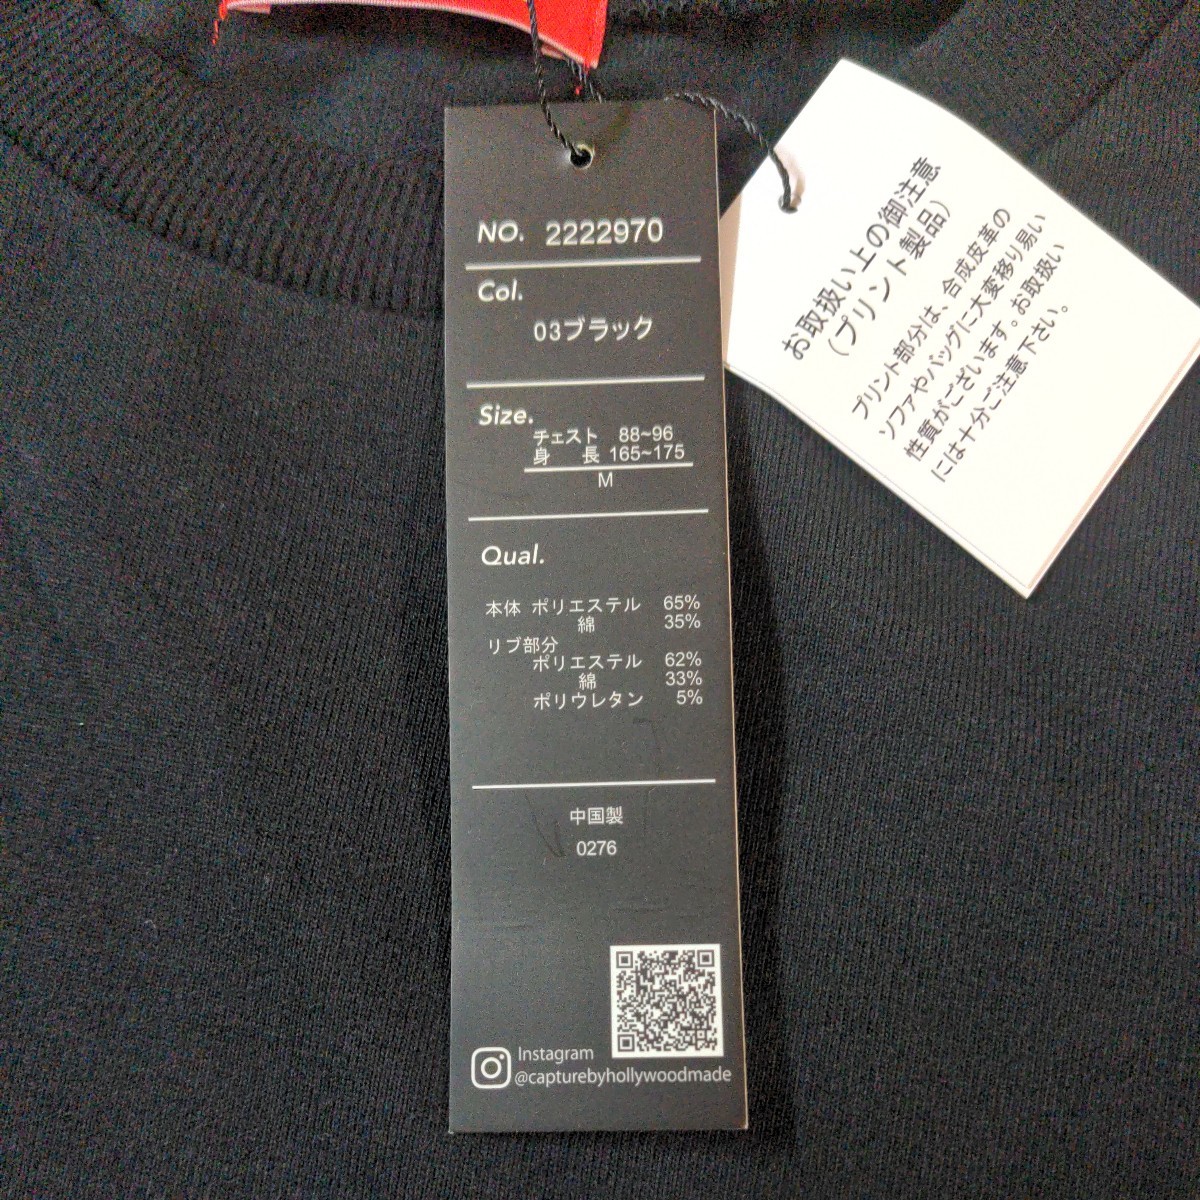 NO. 2222970
Col.
03ブラック
Size.
チェスト 88~96
身 長 165~175
M
Qual.
本体 ポリエステル 65%
綿 35%
リブ部分
ポリエステル 62%
綿 33%
ポリウレタン 5%
中国製
0276
Instagram
@capturebyhollywoodmade
お取扱い上の御注意
(プリント製品)
プリント部分は、合成皮革の
ソファやバッグに大変移り易い
性質がございます。お取扱い
には十分ご注意下さい。